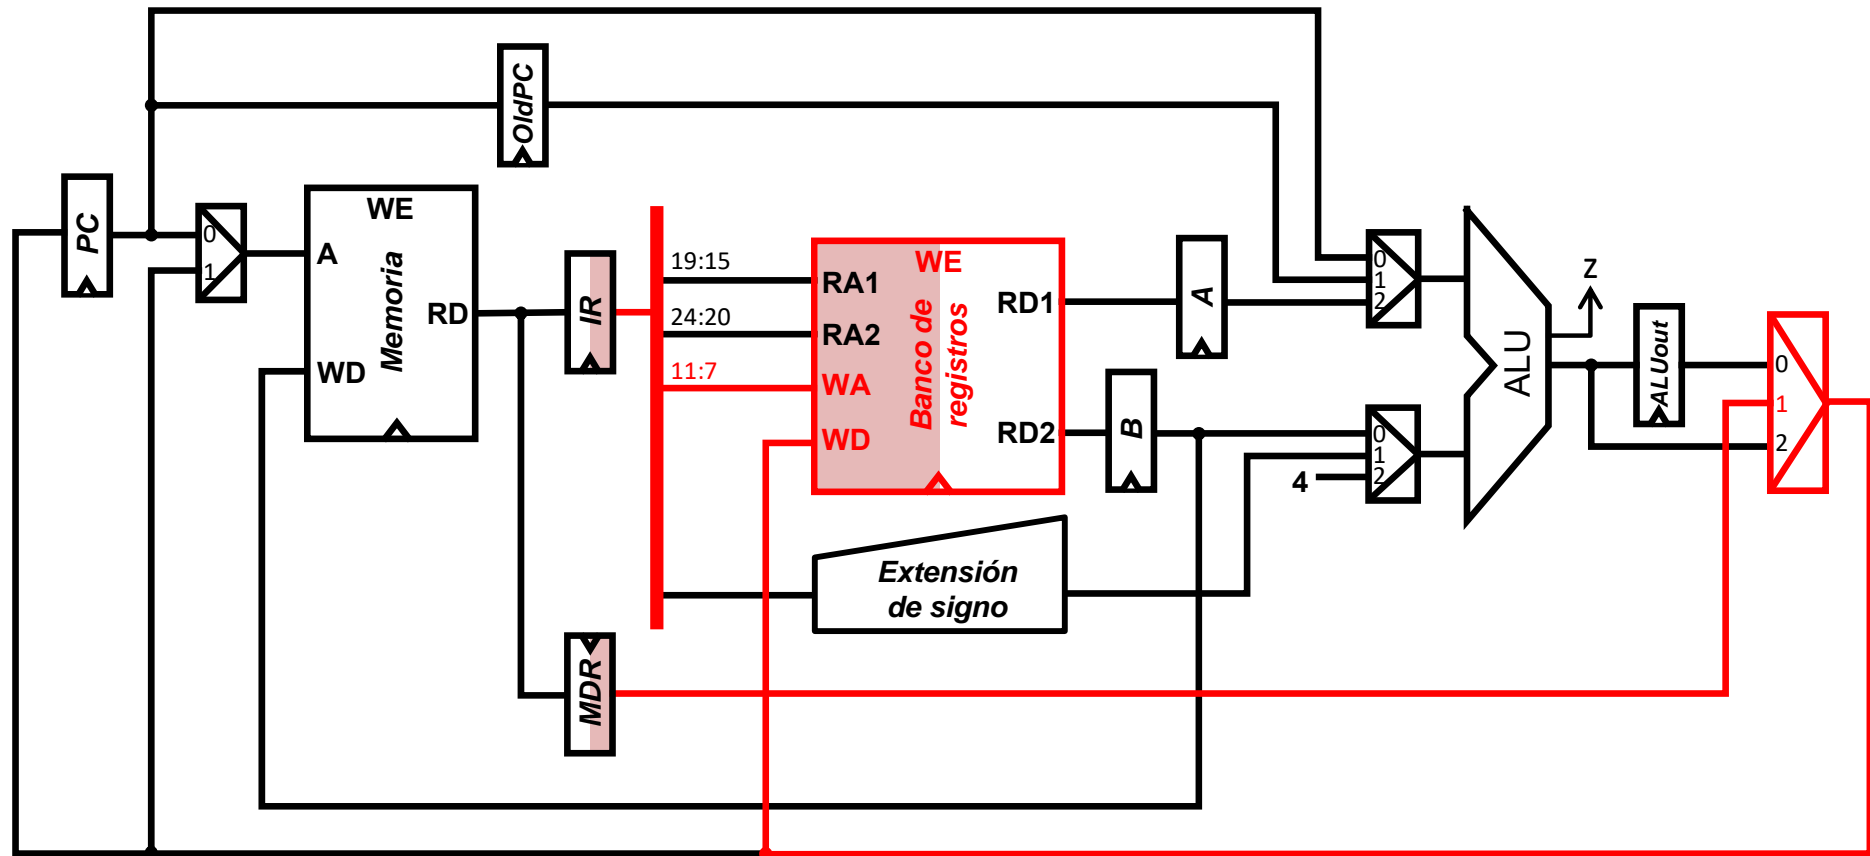 OldPC
PC
0
1
A
WE
Memoria
RD
WD
IR
19:15
24:20
11:7
RA1
RA2
WA
WD
WE
Banco de
registros
RD1
RD2
A
B
0
1
2
0
1
2
4
ALU
Z
ALUout
0
1
2
Extensión
de signo
MDR